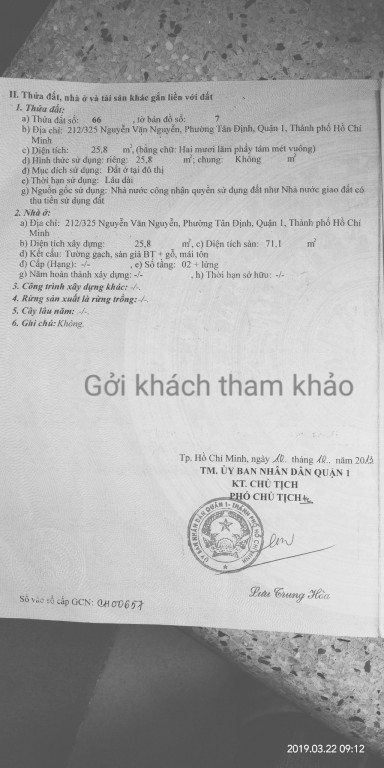 II. Thửa đất, nhà ở và tài sản khác gắn liền với đất
1. Thửa đất:
a) Thửa đất số: 66 , tờ bản đồ số: 7
b) Địa chỉ: 212/325 Nguyễn Văn Nguyễn, Phường Tân Định, Quận 1, Thành phố Hồ Chí
Minh
c) Diện tích: 25,8 m², (bằng chữ: Hai mươi lăm phẩy tám mét vuông)
d) Hình thức sử dụng: riêng: 25,8 m²; chung: Không m²
đ) Mục đích sử dụng: Đất ở tại đô thị
e) Thời hạn sử dụng: Lâu dài
g) Nguồn gốc sử dụng: Nhà nước công nhận quyền sử dụng đất như Nhà nước giao đất có
thu tiền sử dụng đất
2. Nhà ở:
a) Địa chỉ: 212/325 Nguyễn Văn Nguyễn, Phường Tân Định, Quận 1, Thành phố Hồ Chí
Minh
b) Diện tích xây dựng: 25,8 m², c) Diện tích sàn: 71,1 m²
d) Kết cấu: Tường gạch, sàn giả BT + gỗ, mái tôn
đ) Cấp (Hạng): -/- , e) Số tầng: 02 + lửng
g) Năm hoàn thành xây dựng: -/- , h) Thời hạn sở hữu: -/-
3. Công trình xây dựng khác: -/-
4. Rừng sản xuất là rừng trồng: -/-
5. Cây lâu năm: -/-
6. Ghi chú: Không.
Gởi khách tham khảo
Tp. Hồ Chí Minh, ngày 10.. tháng 10.. năm 2013
TM. ỦY BAN NHÂN DÂN QUẬN 1
KT. CHỦ TỊCH
PHÓ CHỦ TỊCH
ỦY BAN NHÂN DÂN QUẬN 1 - THÀNH PHỐ HỒ CHÍ MINH
Lưu Trung Hòa
Số vào sổ cấp GCN: CH00657
2019.03.22 09:12